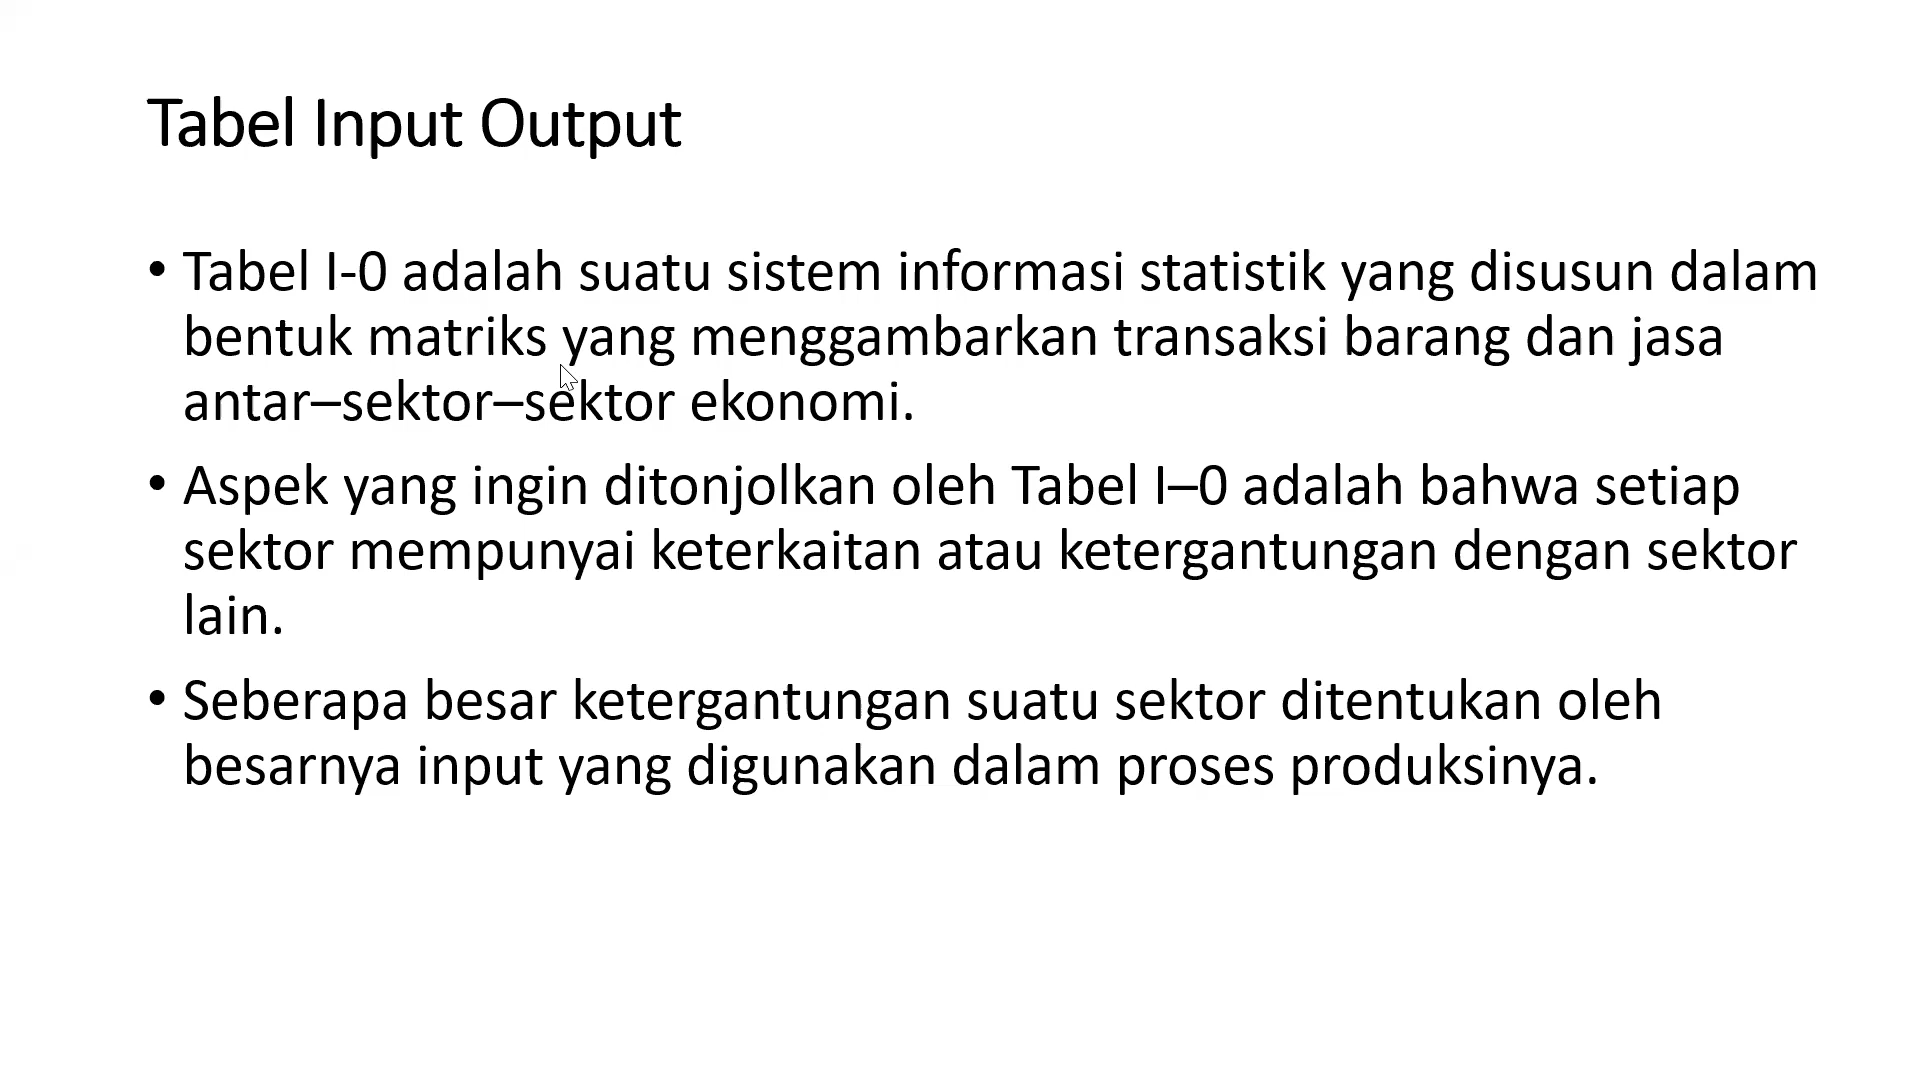 Tabel Input Output
• Tabel I-0 adalah suatu sistem informasi statistik yang disusun dalam
bentuk matriks yang menggambarkan transaksi barang dan jasa
antar–sektor–sektor ekonomi.
• Aspek yang ingin ditonjolkan oleh Tabel I–0 adalah bahwa setiap
sektor mempunyai keterkaitan atau ketergantungan dengan sektor
lain.
• Seberapa besar ketergantungan suatu sektor ditentukan oleh
besarnya input yang digunakan dalam proses produksinya.